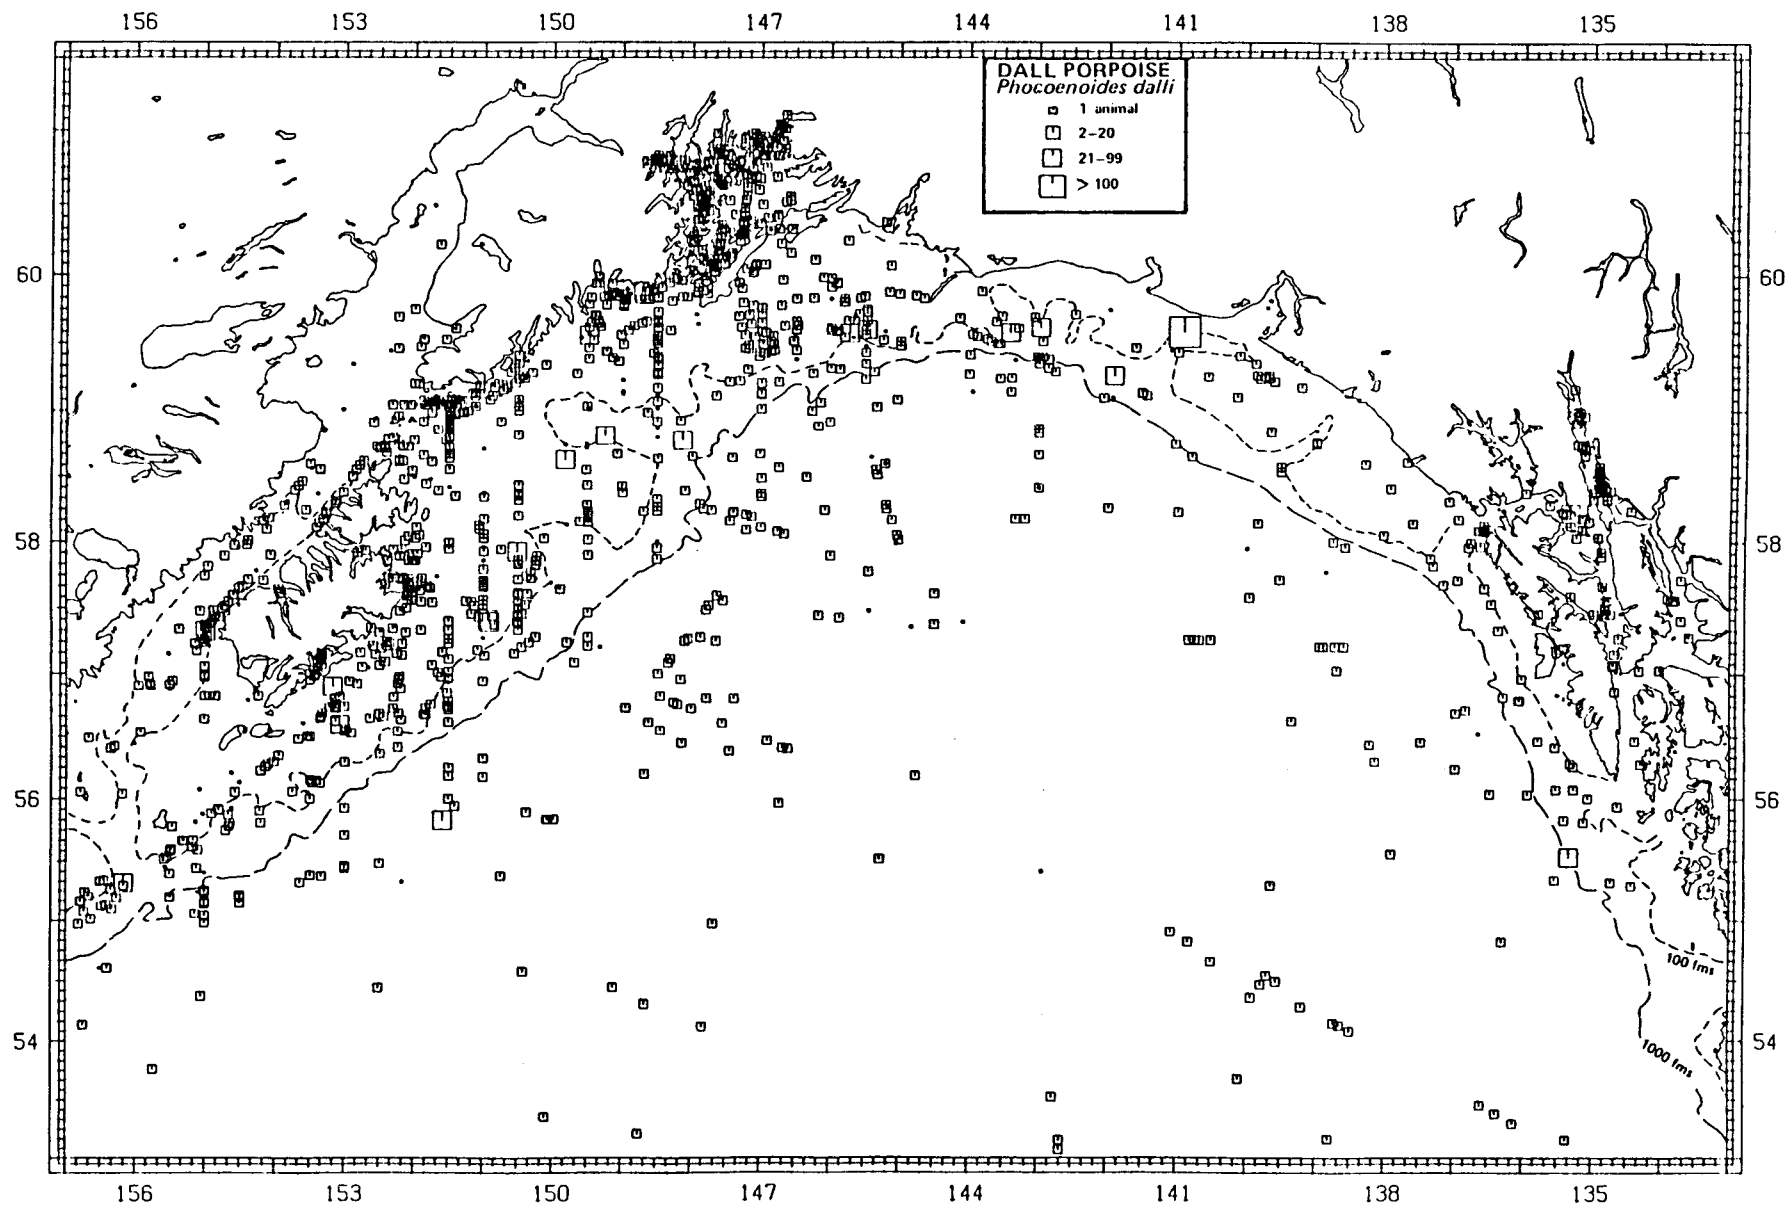 156 153 150 147 144 141 138 135
DALL PORPOISE
Phocoenoides dalli
1 animal
2-20
21-99
> 100
60 60
58 58
56 56
100 fms
54 54
1000 fms
156 153 150 147 144 141 138 135